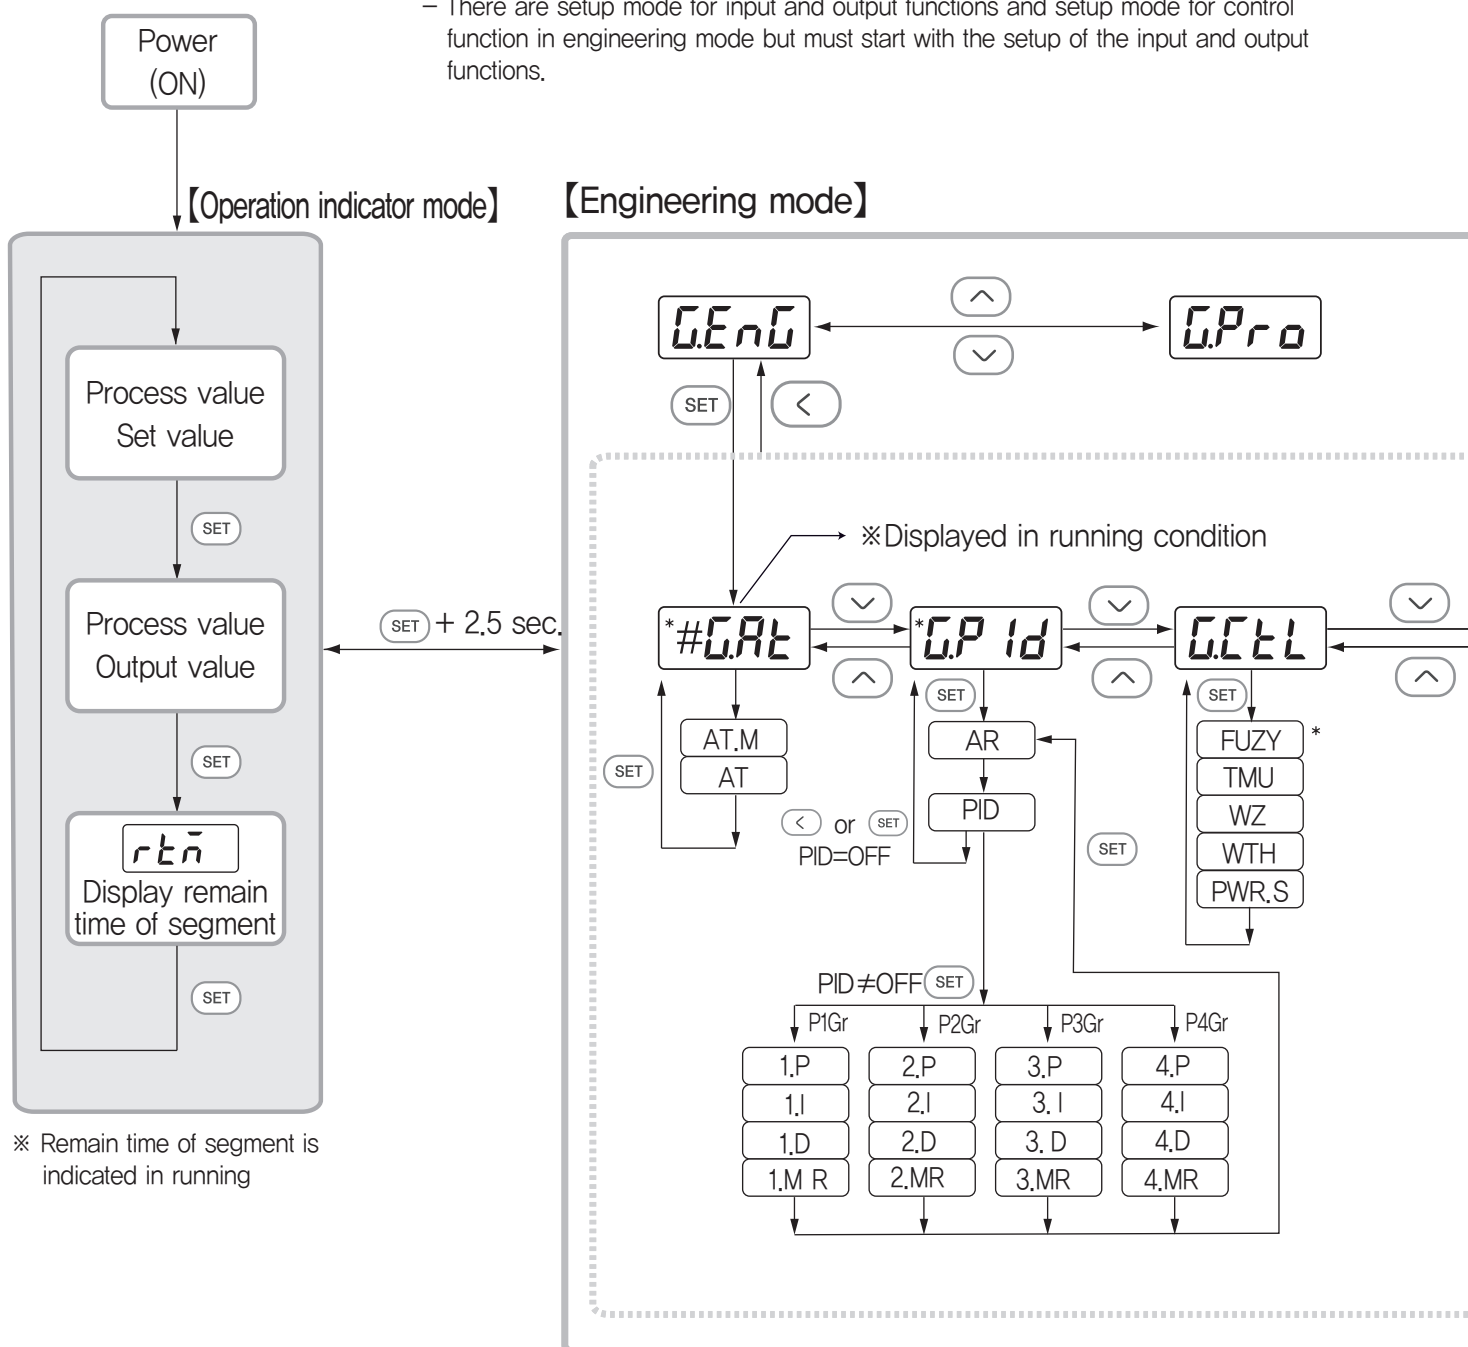 – There are setup mode for input and output functions and setup mode for control
function in engineering mode but must start with the setup of the input and output
functions.
Power
(ON)
【Operation indicator mode】
【Engineering mode】
G.EnG
G.Pro
SET
Process value
Set value
SET
※Displayed in running condition
Process value
Output value
SET + 2.5 sec.
*#G.At
*G.PId
G.CtL
SET
SET
SET
AT.M
AT
SET
AR
PID
or SET
PID=OFF
SET
FUZY *
TMU
WZ
WTH
PWR.S
rtm
Display remain
time of segment
SET
PID≠OFF SET
P1Gr
P2Gr
P3Gr
P4Gr
1.P
2.P
3.P
4.P
1.I
2.I
3. I
4.I
1.D
2.D
3. D
4.D
1.M R
2.MR
3.MR
4.MR
※ Remain time of segment is
indicated in running